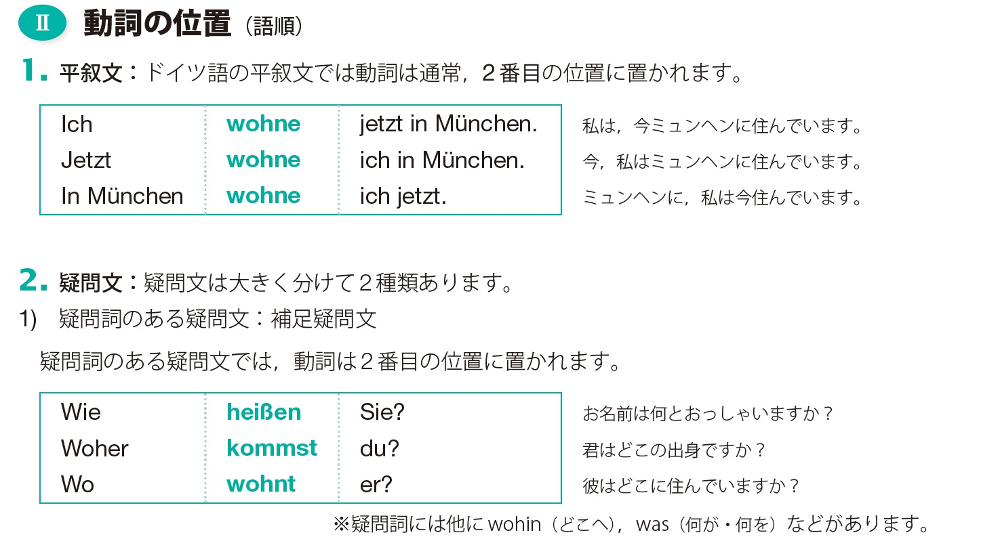 Ⅱ 動詞の位置（語順）
1. 平叙文：ドイツ語の平叙文では動詞は通常，２番目の位置に置かれます。
Ich wohne jetzt in München. 私は，今ミュンヘンに住んでいます。
Jetzt wohne ich in München. 今，私はミュンヘンに住んでいます。
In München wohne ich jetzt. ミュンヘンに，私は今住んでいます。
2. 疑問文：疑問文は大きく分けて２種類あります。
1) 疑問詞のある疑問文：補足疑問文
疑問詞のある疑問文では，動詞は２番目の位置に置かれます。
Wie heißen Sie? お名前は何とおっしゃいますか？
Woher kommst du? 君はどこの出身ですか？
Wo wohnt er? 彼はどこに住んでいますか？
※疑問詞には他に wohin（どこへ），was（何が・何を）などがあります。